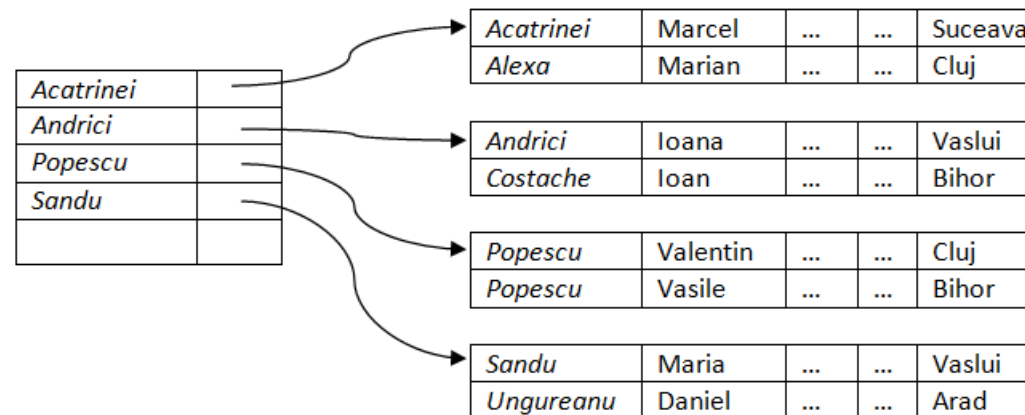 Acatrinei
Andrici
Popescu
Sandu
Acatrinei Marcel ... ... Suceava
Alexa Marian ... ... Cluj
Andrici Ioana ... ... Vaslui
Costache Ioan ... ... Bihor
Popescu Valentin ... ... Cluj
Popescu Vasile ... ... Bihor
Sandu Maria ... ... Vaslui
Ungureanu Daniel ... ... Arad